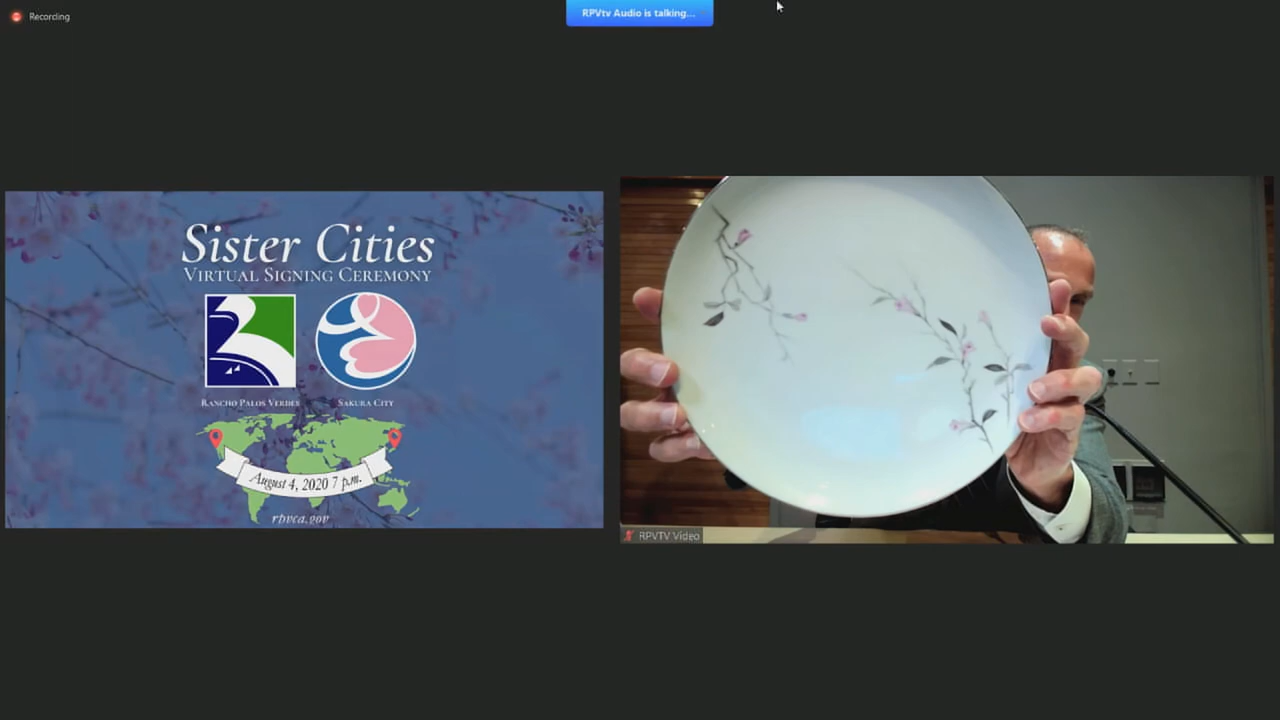 Recording
RPVtv Audio is talking...
Sister Cities
VIRTUAL SIGNING CEREMONY
RANCHO PALOS VERDES
SAKURA CITY
August 4, 2020 7 p.m.
rpvca.gov
RPVTV Video